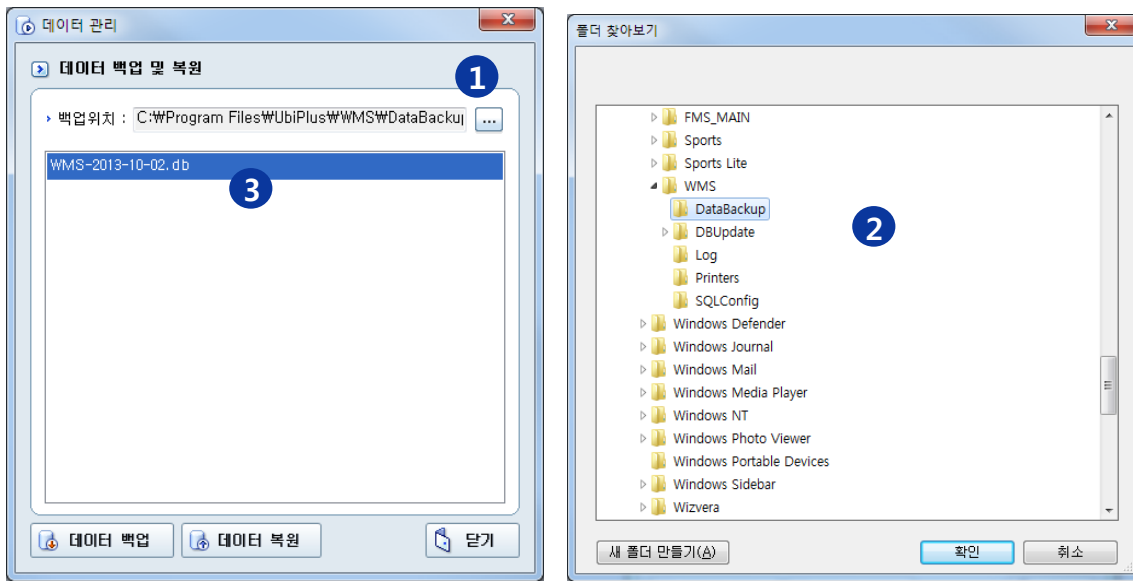 데이터 관리
데이터 백업 및 복원
1
백업위치 : C:₩Program Files₩UbiPlus₩WMS₩DataBackup
...
WMS-2013-10-02.db
3
데이터 백업
데이터 복원
닫기
폴더 찾아보기
FMS_MAIN
Sports
Sports Lite
WMS
DataBackup
2
DBUpdate
Log
Printers
SQLConfig
Windows Defender
Windows Journal
Windows Mail
Windows Media Player
Windows NT
Windows Photo Viewer
Windows Portable Devices
Windows Sidebar
Wizvera
새 폴더 만들기(A)
확인
취소